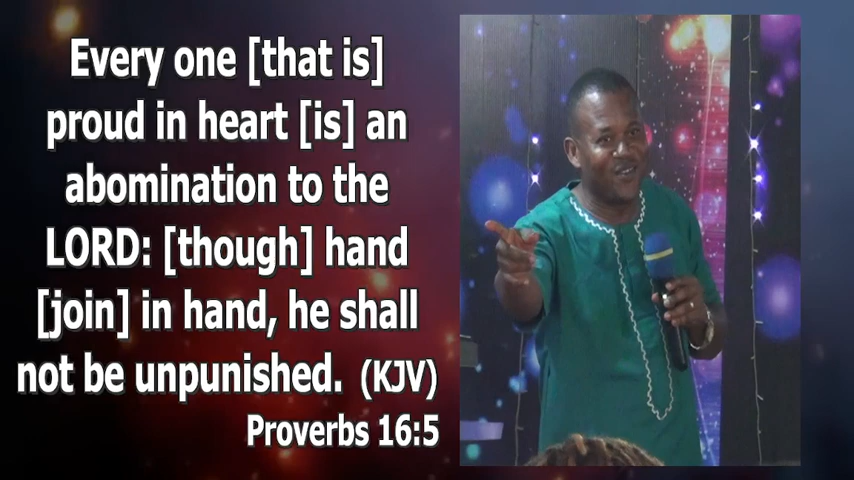 Every one [that is]
proud in heart [is] an
abomination to the
LORD: [though] hand
[join] in hand, he shall
not be unpunished. (KJV)
Proverbs 16:5